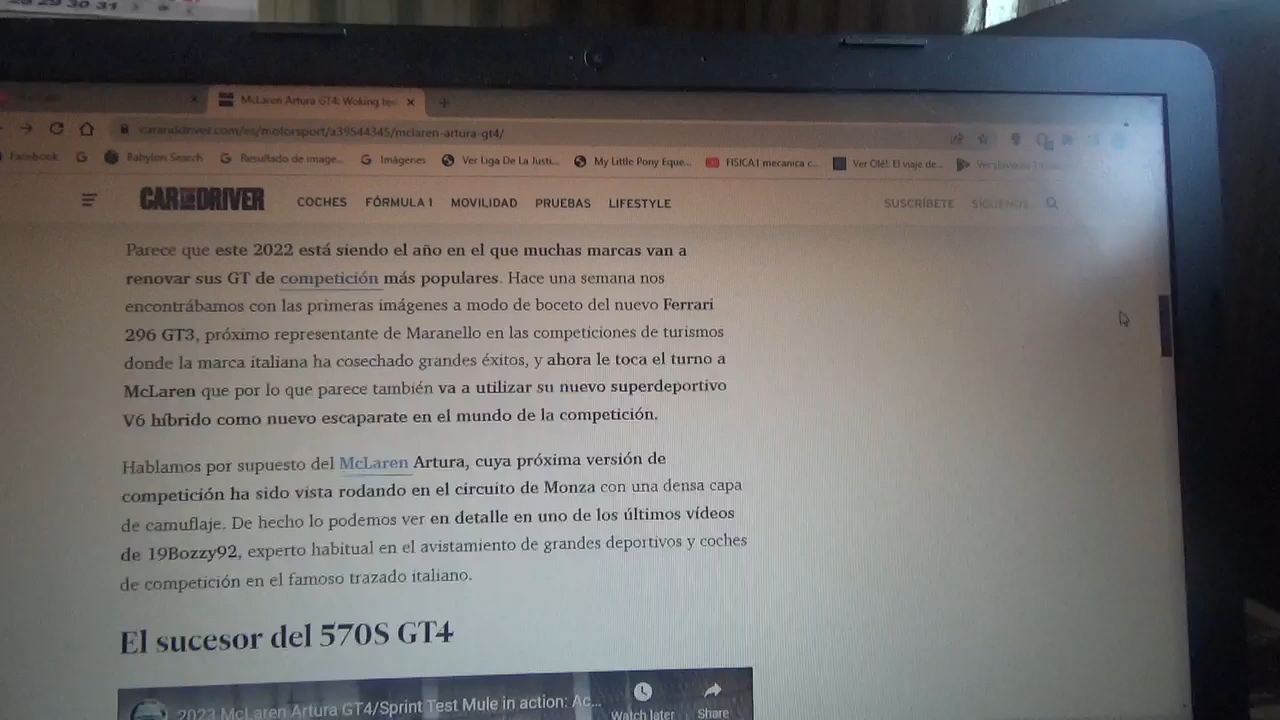 28 29 30 31
McLaren Artura GT4: Woking tes
caranddriver.com/es/motorsport/a39544345/mclaren-artura-gt4/
Facebook Babylon Search Resultado de image... Imágenes Ver Liga De La Justi... My Little Pony Eque... FISICA1 mecanica c... Ver Olé!. El viaje de...
CAR AND DRIVER COCHES FÓRMULA 1 MOVILIDAD PRUEBAS LIFESTYLE SUSCRÍBETE SÍGUENOS
Parece que este 2022 está siendo el año en el que muchas marcas van a
renovar sus GT de competición más populares. Hace una semana nos
encontrábamos con las primeras imágenes a modo de boceto del nuevo Ferrari
296 GT3, próximo representante de Maranello en las competiciones de turismos
donde la marca italiana ha cosechado grandes éxitos, y ahora le toca el turno a
McLaren que por lo que parece también va a utilizar su nuevo superdeportivo
V6 híbrido como nuevo escaparate en el mundo de la competición.
Hablamos por supuesto del McLaren Artura, cuya próxima versión de
competición ha sido vista rodando en el circuito de Monza con una densa capa
de camuflaje. De hecho lo podemos ver en detalle en uno de los últimos vídeos
de 19Bozzy92, experto habitual en el avistamiento de grandes deportivos y coches
de competición en el famoso trazado italiano.
El sucesor del 570S GT4
2023 McLaren Artura GT4/Sprint Test Mule in action: Ac...
Watch later Share